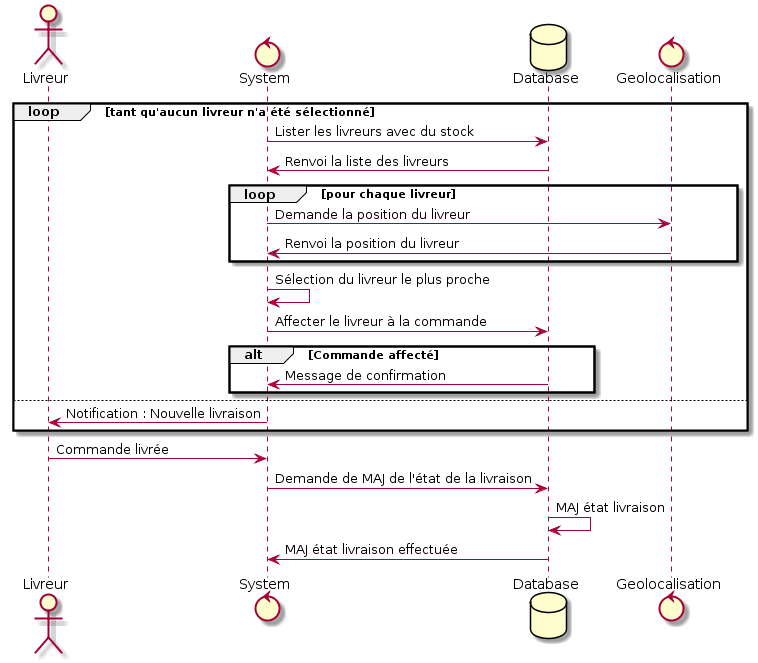 Livreur
System
Database
Geolocalisation
loop [tant qu'aucun livreur n'a été sélectionné]
Lister les livreurs avec du stock
Renvoi la liste des livreurs
loop [pour chaque livreur]
Demande la position du livreur
Renvoi la position du livreur
Sélection du livreur le plus proche
Affecter le livreur à la commande
alt [Commande affecté]
Message de confirmation
Notification : Nouvelle livraison
Commande livrée
Demande de MAJ de l'état de la livraison
MAJ état livraison
MAJ état livraison effectuée
Livreur
System
Database
Geolocalisation